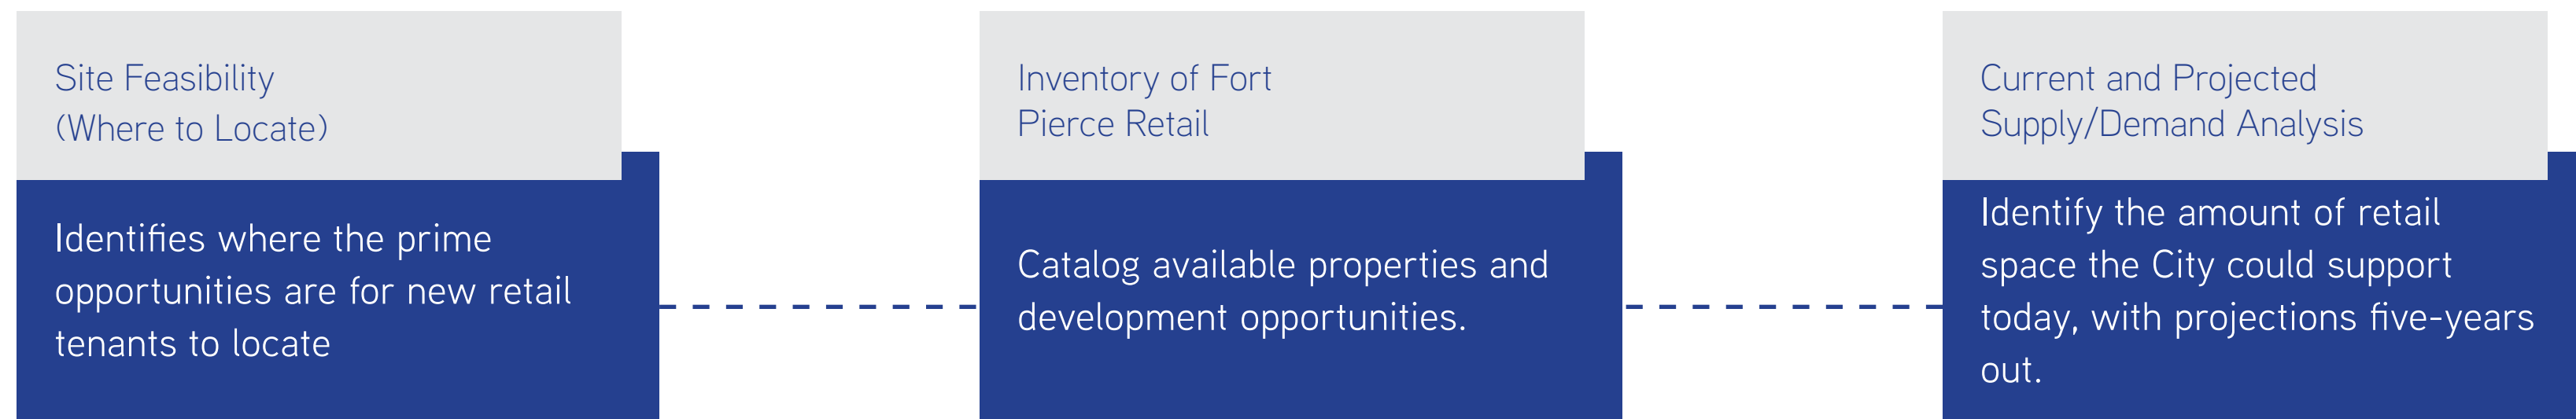 Site Feasibility
(Where to Locate)
Identifies where the prime
opportunities are for new retail
tenants to locate
Inventory of Fort
Pierce Retail
Catalog available properties and
development opportunities.
Current and Projected
Supply/Demand Analysis
Identify the amount of retail
space the City could support
today, with projections five-years
out.